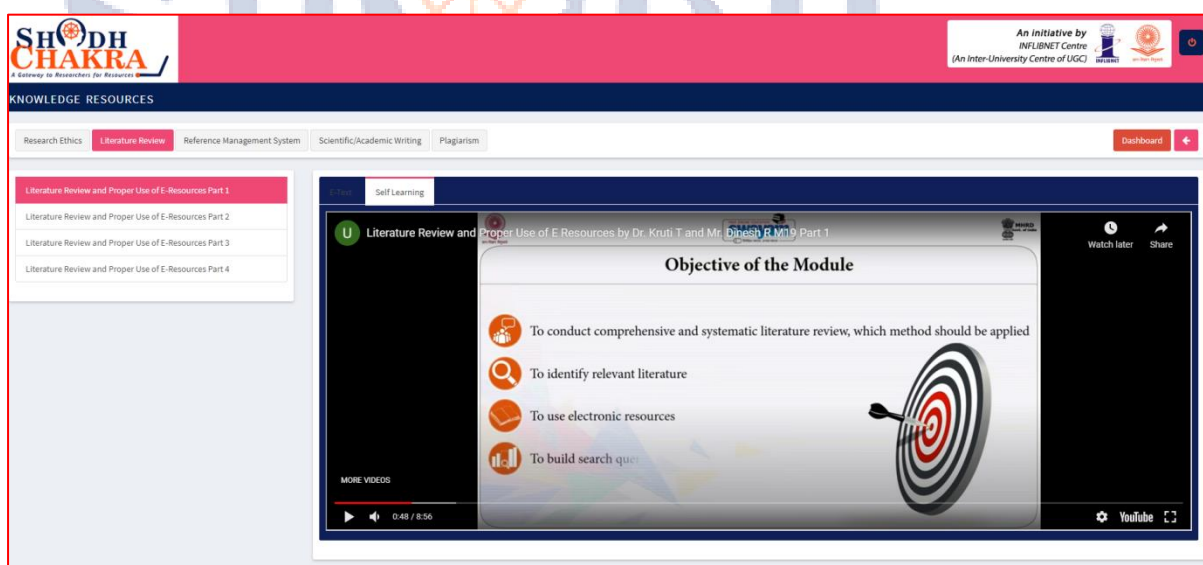 SHODH
CHAKRA
A Gateway to Researchers for Resources
An initiative by
INFLIBNET Centre
(An Inter-University Centre of UGC)
INFLIBNET
KNOWLEDGE RESOURCES
Research Ethics
Literature Review
Reference Management System
Scientific/Academic Writing
Plagiarism
Dashboard
Literature Review and Proper Use of E-Resources Part 1
Literature Review and Proper Use of E-Resources Part 2
Literature Review and Proper Use of E-Resources Part 3
Literature Review and Proper Use of E-Resources Part 4
E-Text
Self Learning
U
Literature Review and Proper Use of E Resources by Dr. Kruti T and Mr. Dinesh R M19 Part 1
MHRD
Watch later
Share
Objective of the Module
To conduct comprehensive and systematic literature review, which method should be applied
To identify relevant literature
To use electronic resources
To build search que
MORE VIDEOS
0:48 / 8:56
YouTube